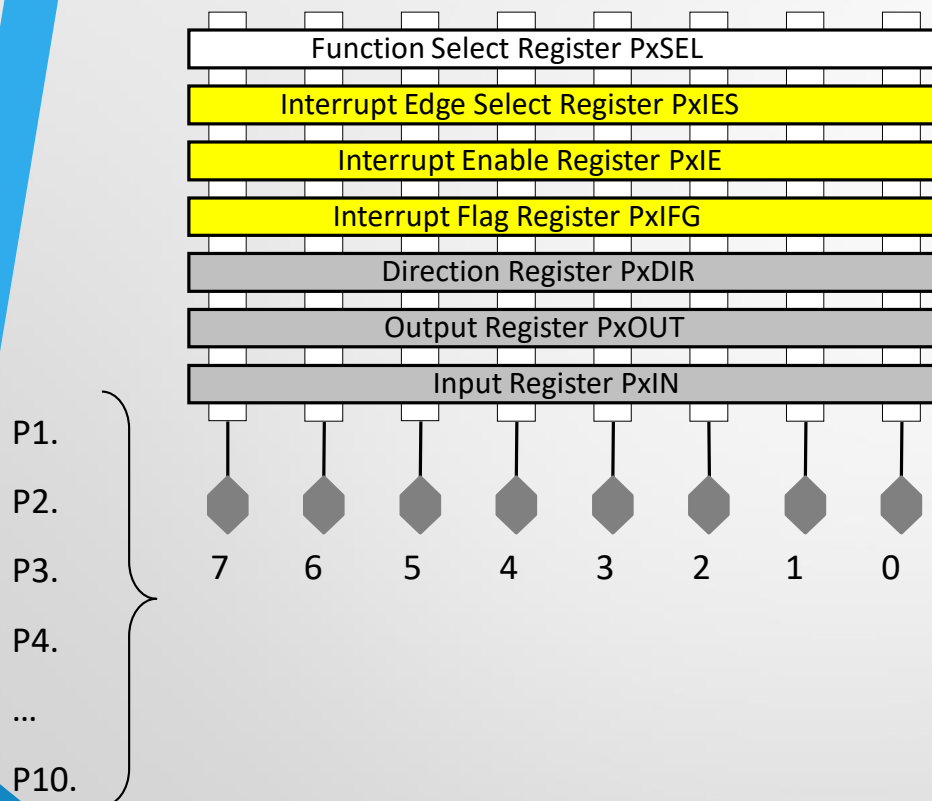 Function Select Register PxSEL
Interrupt Edge Select Register PxIES
Interrupt Enable Register PxIE
Interrupt Flag Register PxIFG
Direction Register PxDIR
Output Register PxOUT
Input Register PxIN
P1.
P2.
P3.
P4.
...
P10.
7 6 5 4 3 2 1 0